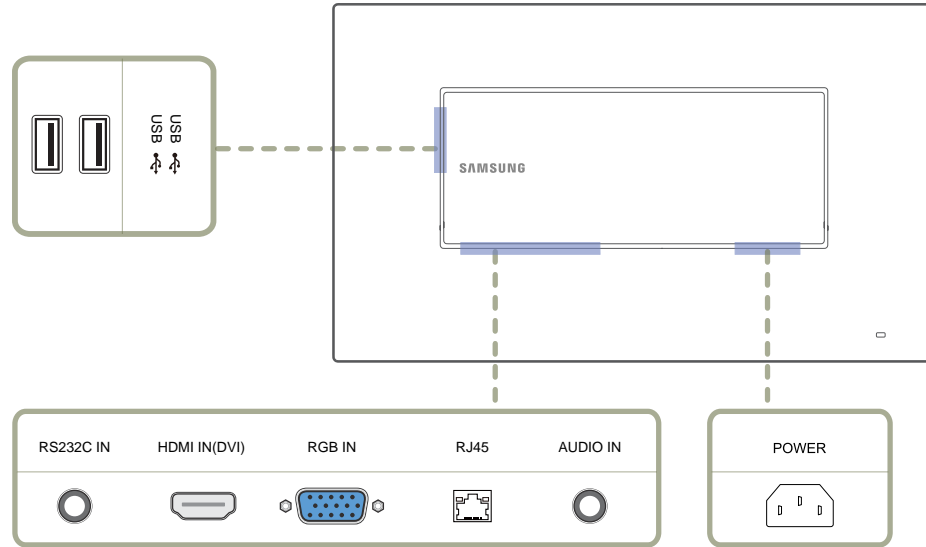 USB
USB
SAMSUNG
RS232C IN
HDMI IN(DVI)
RGB IN
RJ45
AUDIO IN
POWER